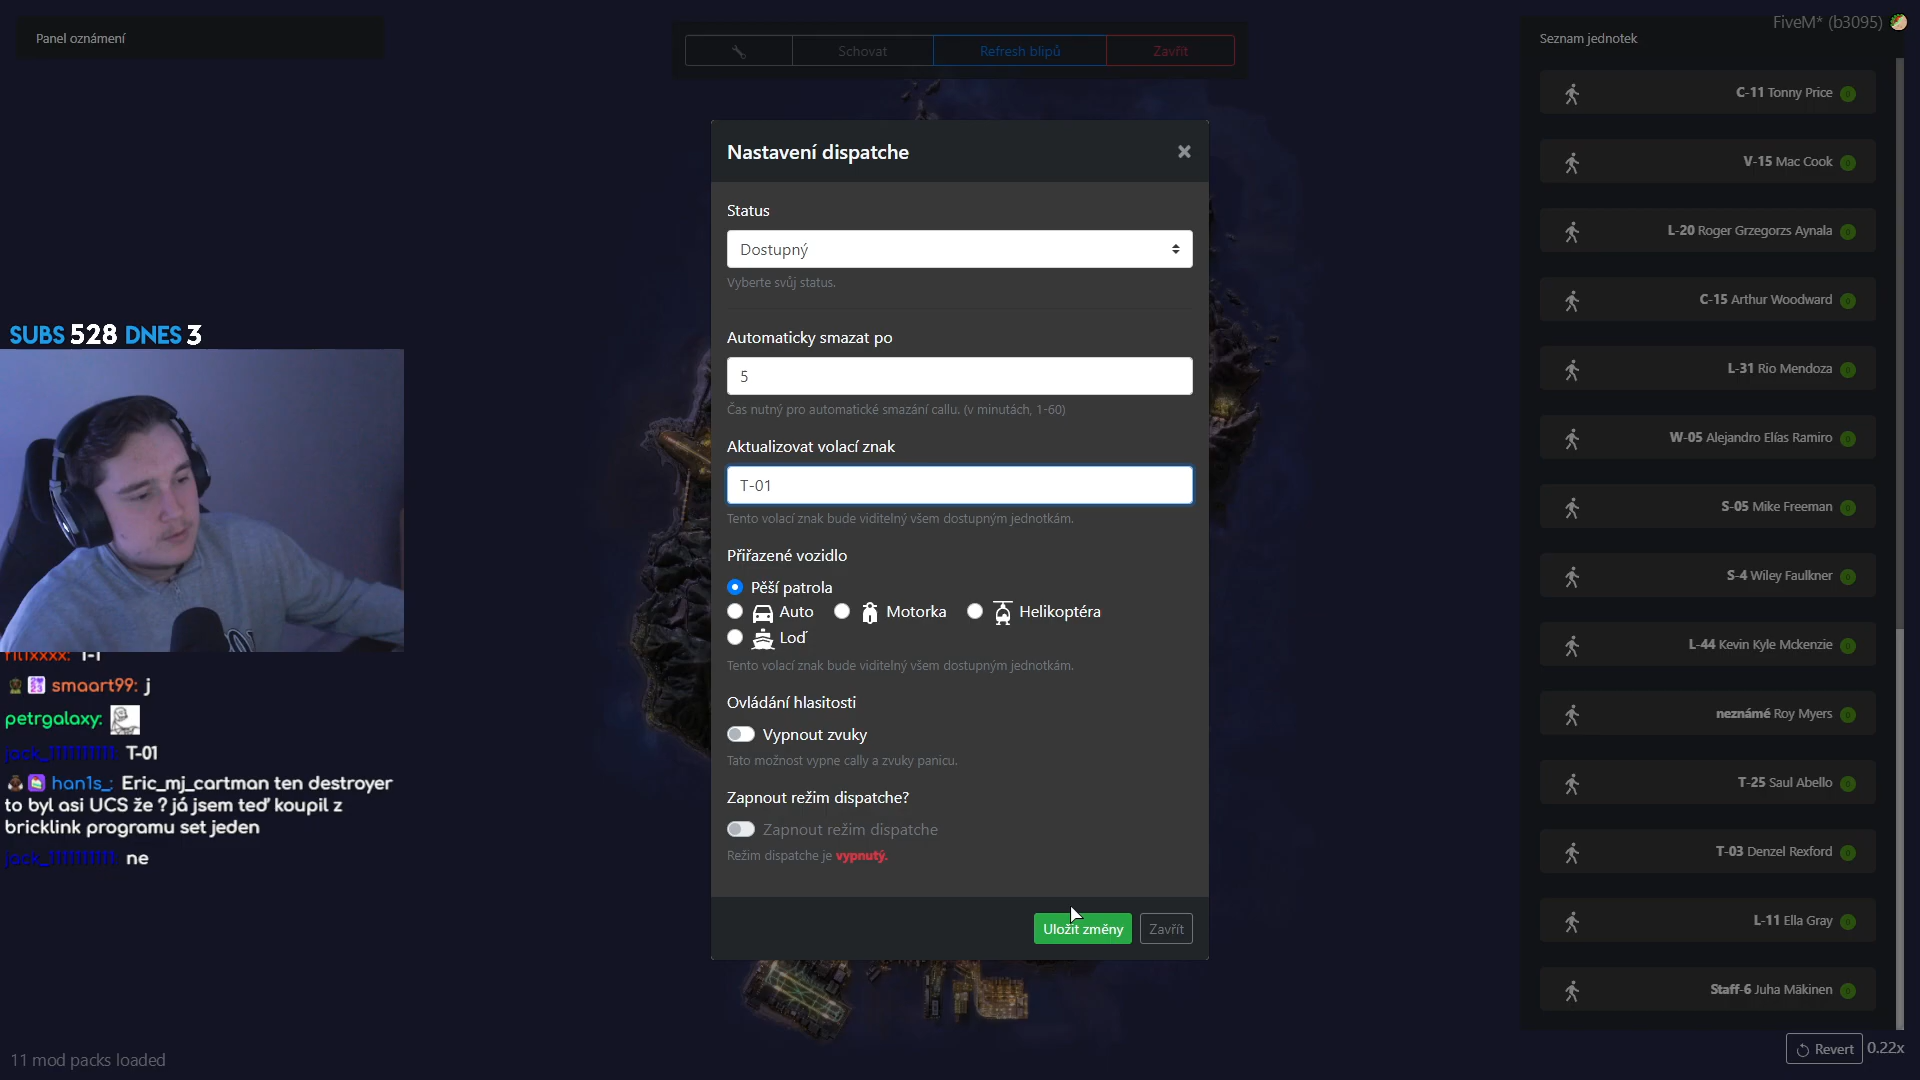 Panel oznámení
Schovat
Refresh blipů
Zavřít
FiveM* (b3095)
Seznam jednotek
C-11 Tonny Price
V-15 Mac Cook
L-20 Roger Grzegorzs Aynala
C-15 Arthur Woodward
L-31 Rio Mendoza
W-05 Alejandro Elías Ramiro
S-05 Mike Freeman
S-4 Wiley Faulkner
L-44 Kevin Kyle Mckenzie
neznámé Roy Myers
T-25 Saul Abello
T-03 Denzel Rexford
L-11 Ella Gray
Staff-6 Juha Mäkinen
Nastavení dispatche
Status
Dostupný
Vyberte svůj status.
Automaticky smazat po
5
Čas nutný pro automatické smazání callu. (v minutách, 1-60)
Aktualizovat volací znak
T-01
Tento volací znak bude viditelný všem dostupným jednotkám.
Přiřazené vozidlo
Pěší patrola
Auto
Motorka
Helikoptéra
Loď
Tento volací znak bude viditelný všem dostupným jednotkám.
Ovládání hlasitosti
Vypnout zvuky
Tato možnost vypne cally a zvuky panicu.
Zapnout režim dispatche?
Zapnout režim dispatche
Režim dispatche je vypnutý.
Uložit změny
Zavřít
SUBS 528 DNES 3
T-1
smaart99: j
petrgalaxy:
T-01
han1s_: Eric_mj_cartman ten destroyer
to byl asi UCS že ? já jsem teď koupil z
bricklink programu set jeden
ne
11 mod packs loaded
Revert
0.22x